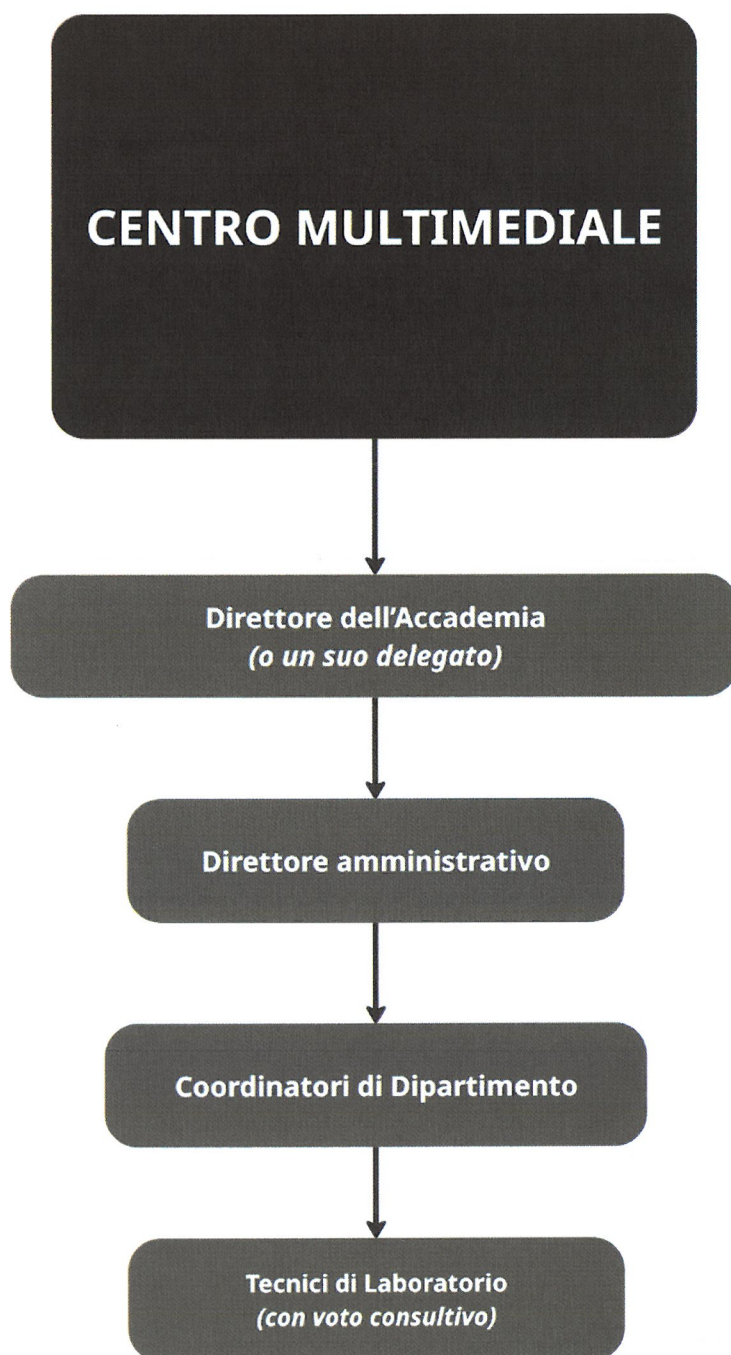 CENTRO MULTIMEDIALE
Direttore dell’Accademia
(o un suo delegato)
Direttore amministrativo
Coordinatori di Dipartimento
Tecnici di Laboratorio
(con voto consultivo)